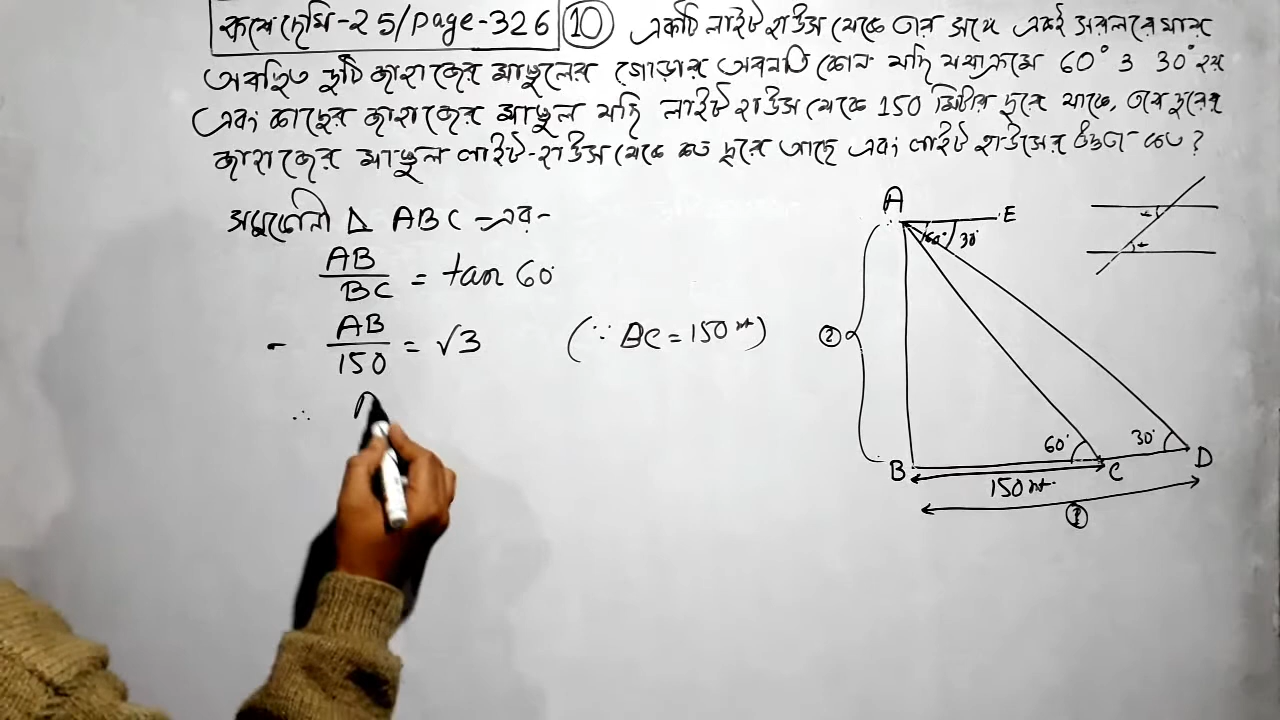 কষে দেখি-25/page-326 ⑩ একটি লাইট হাউস থেকে তার সাথে একই সরলরেখায়
অবস্থিত দুটি জাহাজের মাস্তুলের গোড়ার অবনতি কোণ যদি যথাক্রমে 60° ও 30° হয়
এবং কাছের জাহাজের মাস্তুল যদি লাইট হাউস থেকে 150 মিটার দূরে থাকে, তবে দূরের
জাহাজের মাস্তুল লাইট-হাউস থেকে কত দূরে আছে এবং লাইট হাউসের উচ্চতা কত?
সমকোণী Δ ABC -এর-
AB/BC = tan 60°
- AB/150 = √3 (∵ BC = 150 m)
∴
A
E
60° 30°
②
60° 30°
B C D
150 m.
①